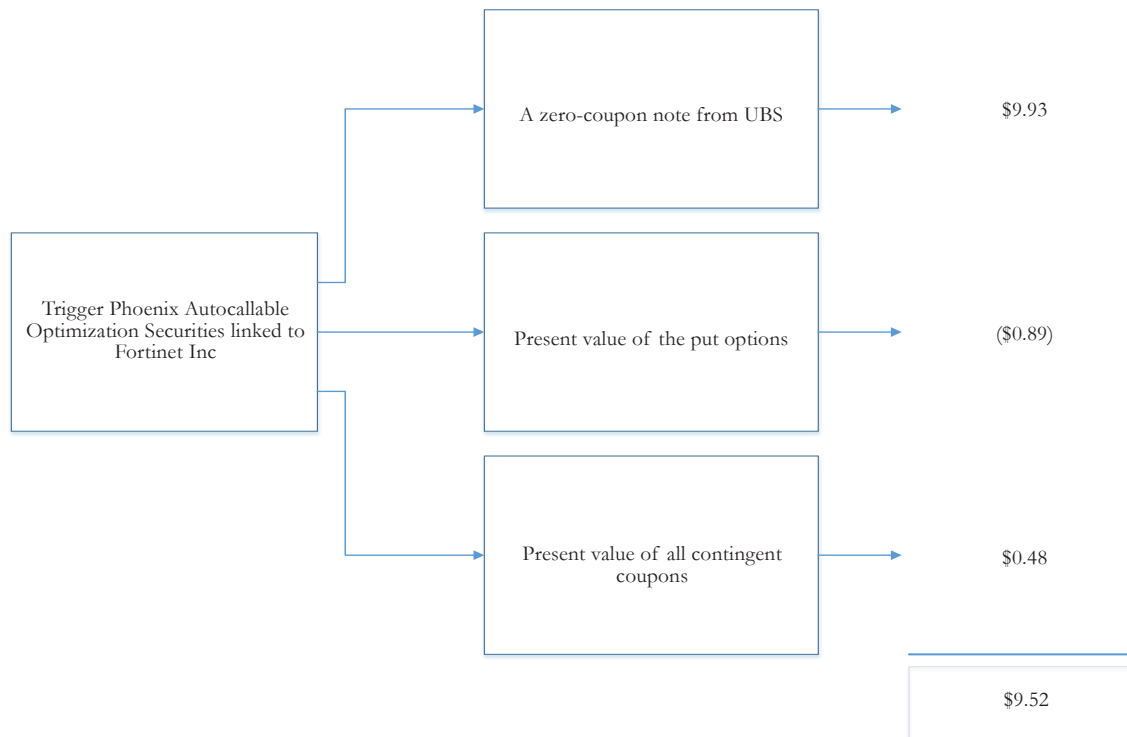 A zero-coupon note from UBS
$9.93
Trigger Phoenix Autocallable
Optimization Securities linked to
Fortinet Inc
Present value of the put options
($0.89)
Present value of all contingent
coupons
$0.48
$9.52